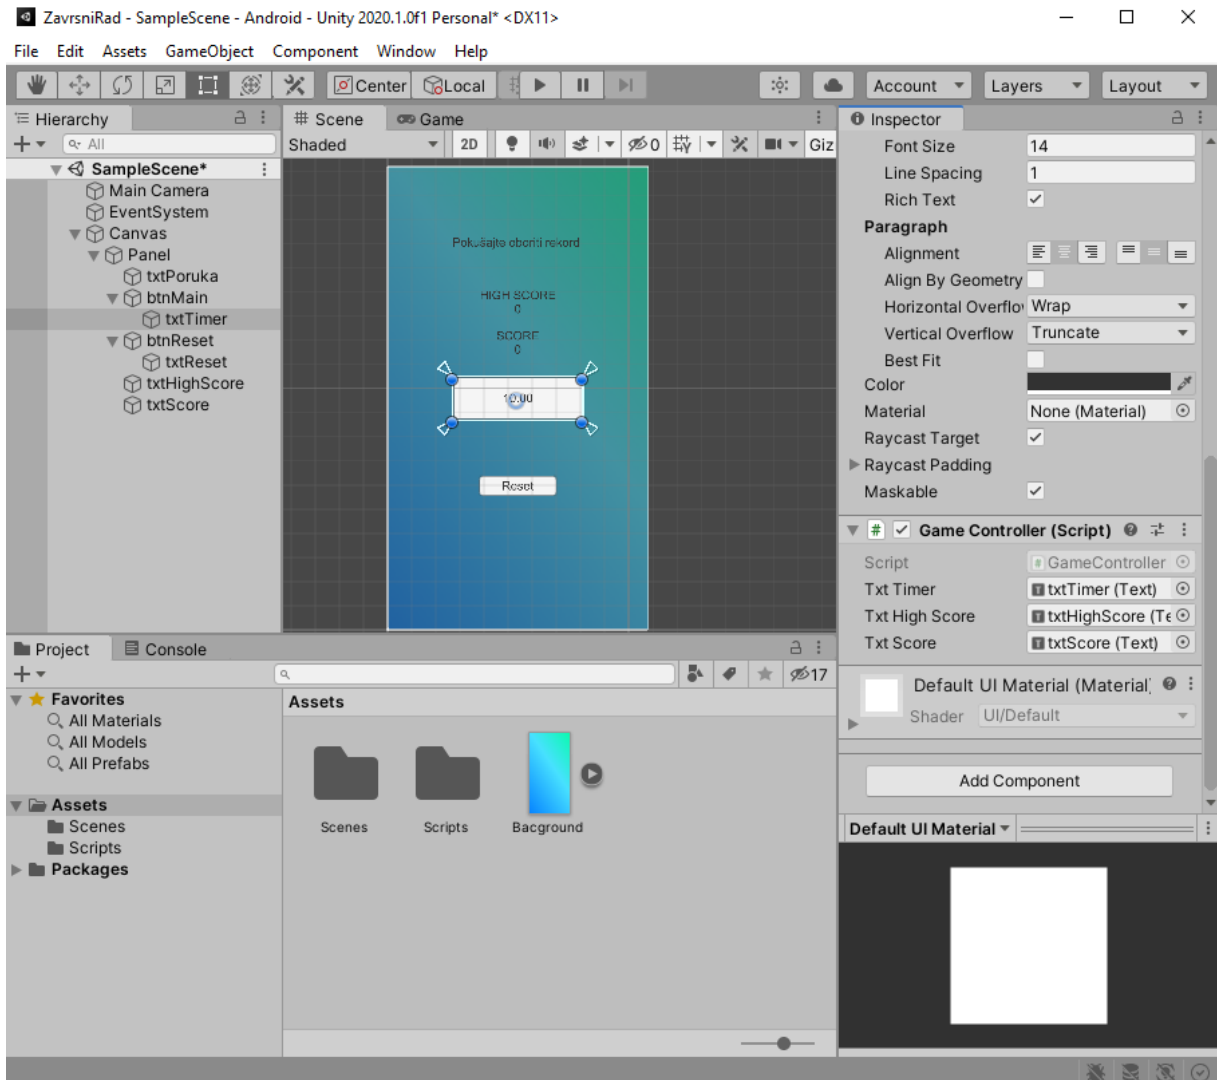 ZavrsniRad - SampleScene - Android - Unity 2020.1.0f1 Personal* <DX11>
File Edit Assets GameObject Component Window Help
Center Local Account Layers Layout
Hierarchy
All
SampleScene*
Main Camera
EventSystem
Canvas
Panel
txtPoruka
btnMain
txtTimer
btnReset
txtReset
txtHighScore
txtScore
Scene Game
Shaded 2D 0 Giz
Pokušajte oboriti rekord
HIGH SCORE
0
SCORE
0
10.00
Reset
Inspector
Font Size 14
Line Spacing 1
Rich Text
Paragraph
Alignment
Align By Geometry
Horizontal Overflo Wrap
Vertical Overflow Truncate
Best Fit
Color
Material None (Material)
Raycast Target
Raycast Padding
Maskable
# Game Controller (Script)
Script # GameController
Txt Timer T txtTimer (Text)
Txt High Score T txtHighScore (Te
Txt Score T txtScore (Text)
Default UI Material (Material)
Shader UI/Default
Add Component
Default UI Material
Project Console
17
Favorites
All Materials
All Models
All Prefabs
Assets
Scenes
Scripts
Packages
Assets
Scenes Scripts Bacground